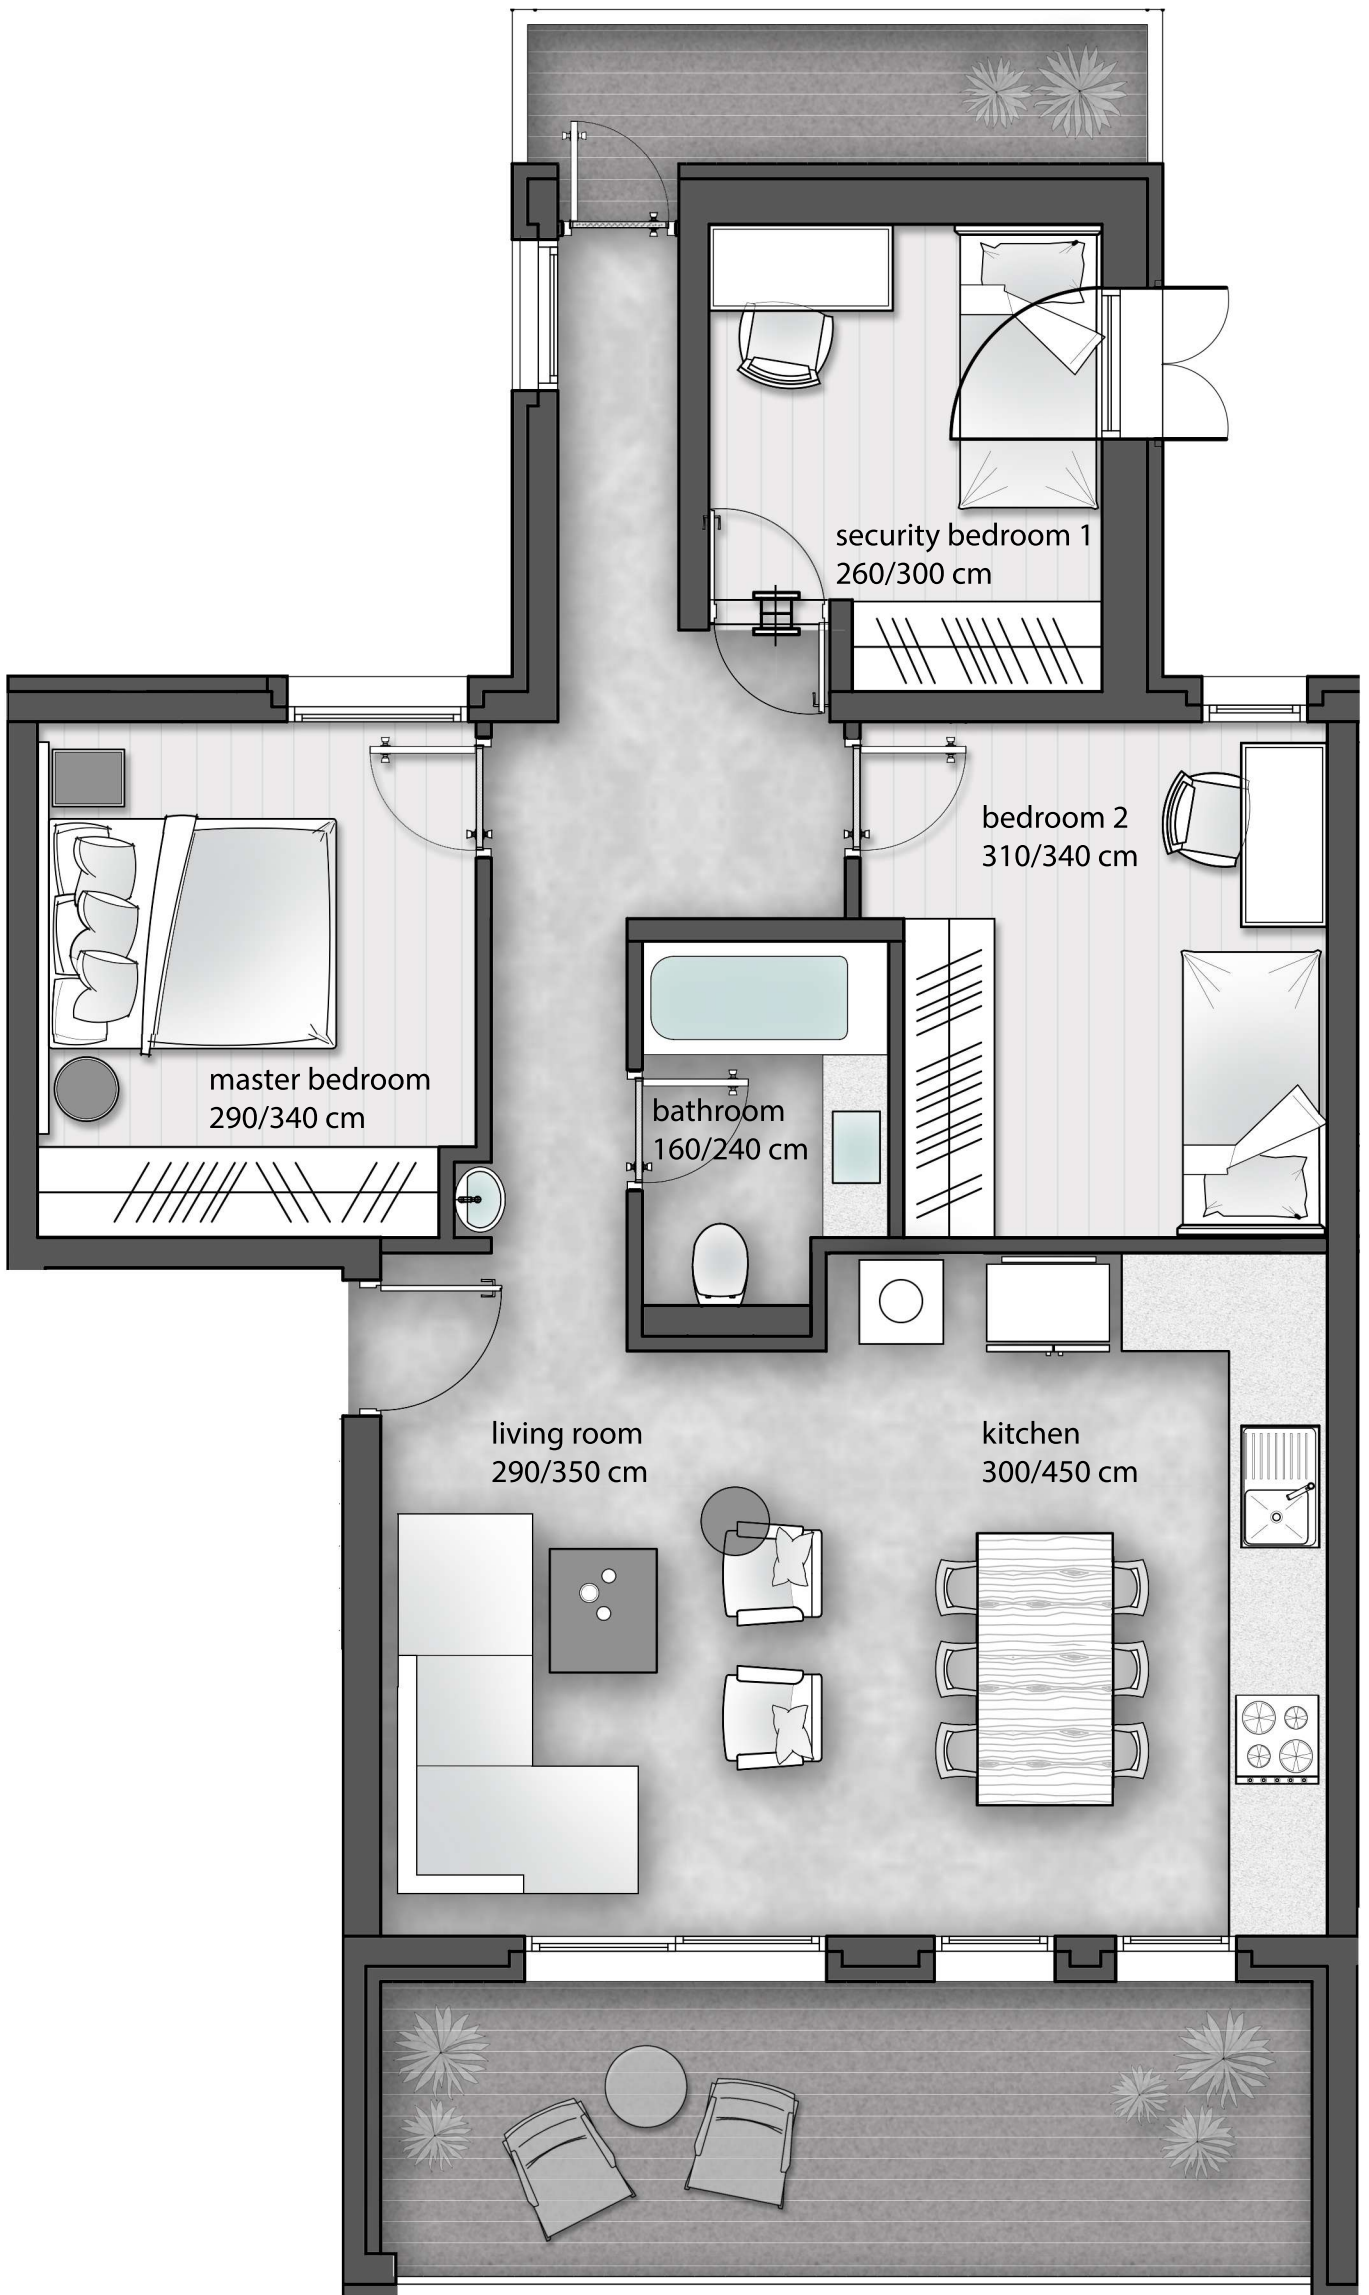 security bedroom 1
260/300 cm
bedroom 2
310/340 cm
master bedroom
290/340 cm
bathroom
160/240 cm
living room
290/350 cm
kitchen
300/450 cm